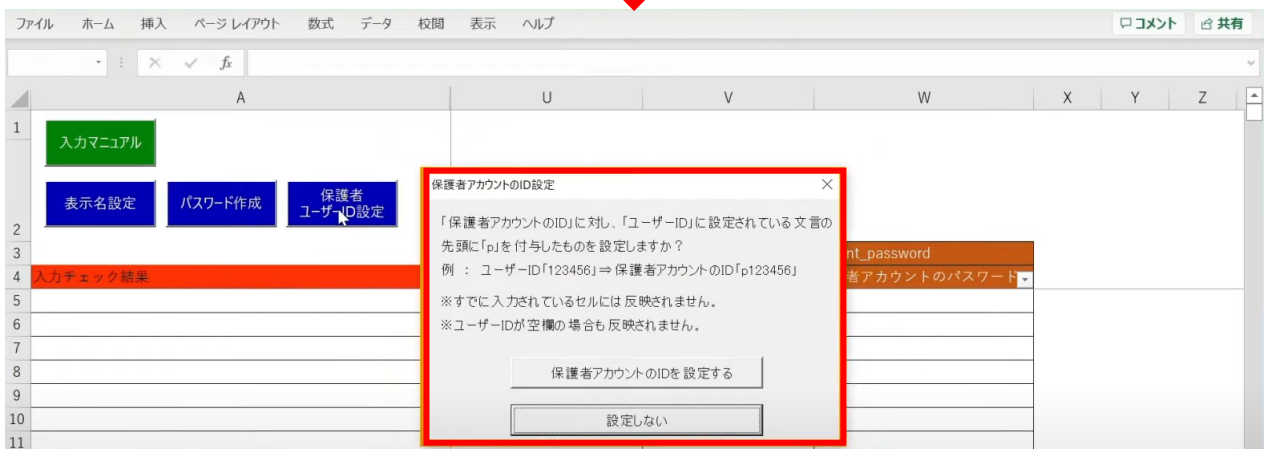 ファイル ホーム 挿入 ページ レイアウト 数式 データ 校閲 表示 ヘルプ コメント 共有
fx
A U V W X Y Z
1
入力マニュアル
表示名設定 パスワード作成 保護者
ユーザーID設定
2
3 nt_password
4 入力チェック結果 者アカウントのパスワード
5
6
7
8
9
10
11
保護者アカウントのID設定
「保護者アカウントのID」に対し、「ユーザーID」に設定されている文言の
先頭に「p」を付与したものを設定しますか？
例 ： ユーザーID「123456」⇒保護者アカウントのID「p123456」
※すでに入力されているセルには反映されません。
※ユーザーIDが空欄の場合も反映されません。
保護者アカウントのIDを設定する
設定しない